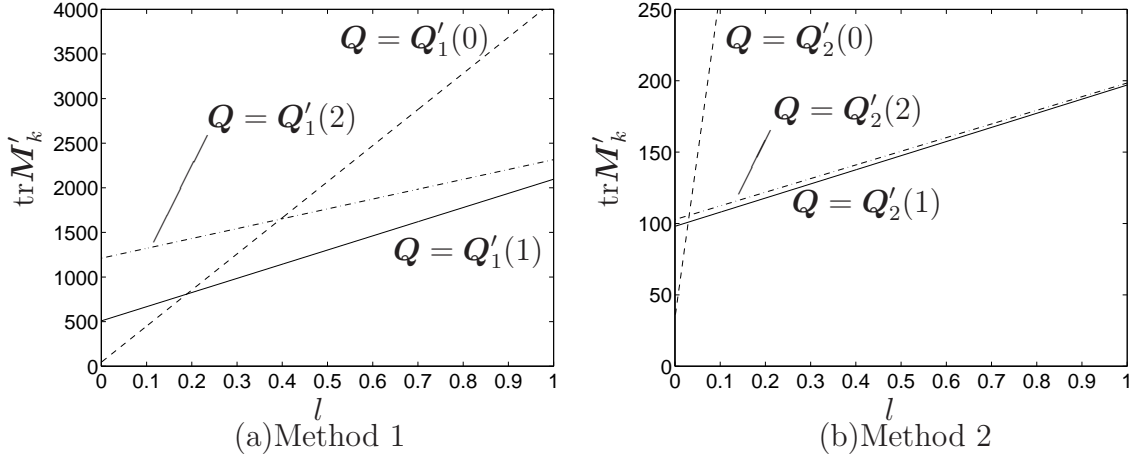 4000
3500
3000
2500
2000
1500
1000
500
0
trM′ₖ
Q = Q′₁(0)
Q = Q′₁(2)
Q = Q′₁(1)
0 0.1 0.2 0.3 0.4 0.5 0.6 0.7 0.8 0.9 1
l
(a)Method 1
250
200
150
100
50
0
trM′ₖ
Q = Q′₂(0)
Q = Q′₂(2)
Q = Q′₂(1)
0 0.1 0.2 0.3 0.4 0.5 0.6 0.7 0.8 0.9 1
l
(b)Method 2